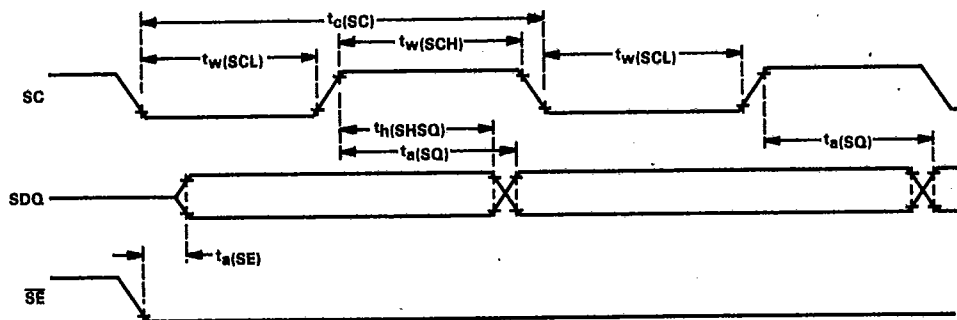 tc(SC)
tw(SCL) tw(SCH) tw(SCL)
SC
th(SHSQ)
ta(SQ) ta(SQ)
SDQ
ta(SE)
SE